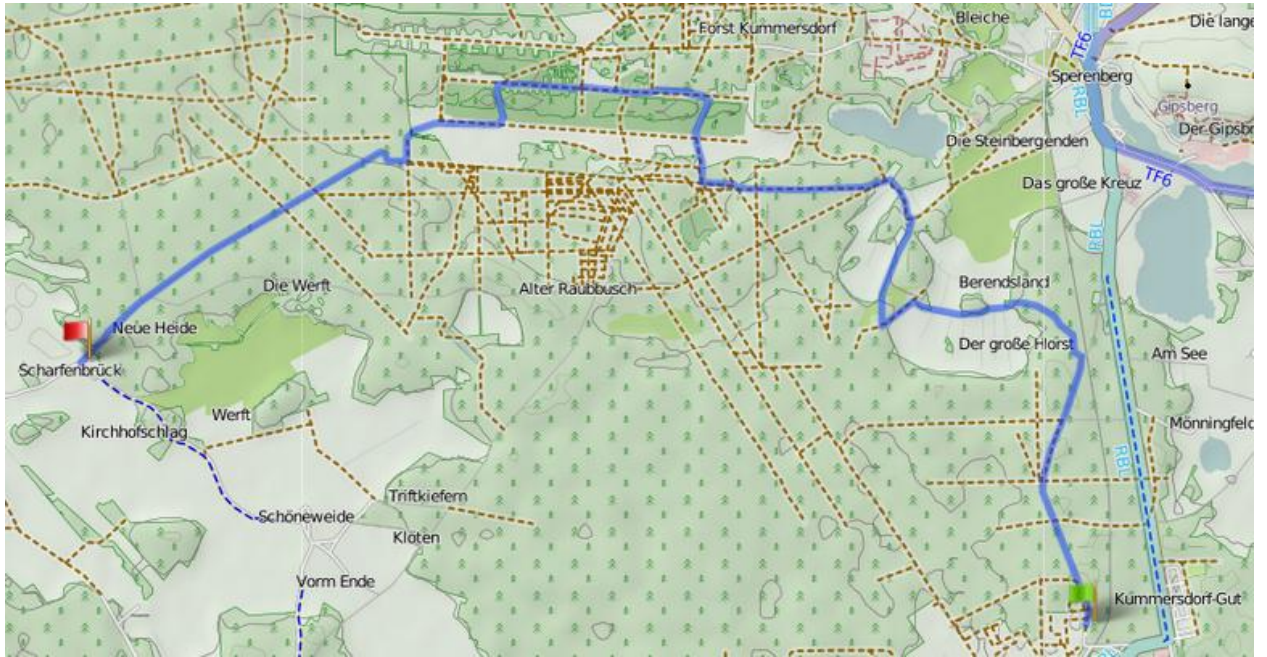 Bleiche
Die lange
Forst Kummersdorf
TF6
RBL
Sperenberg
RBL
Gipsberg
Die Steinbergenden
Der Gipsbr
Das große Kreuz
TF6
RBL
Die Werft
Alter Raubbusch
Berendsland
Neue Heide
Der große Horst
Am See
Scharfenbrück
Werft
Mönningfeld
Kirchhofschlag
RBL
Triftkiefern
Schöneweide
Kloten
Vorm Ende
Kummersdorf-Gut